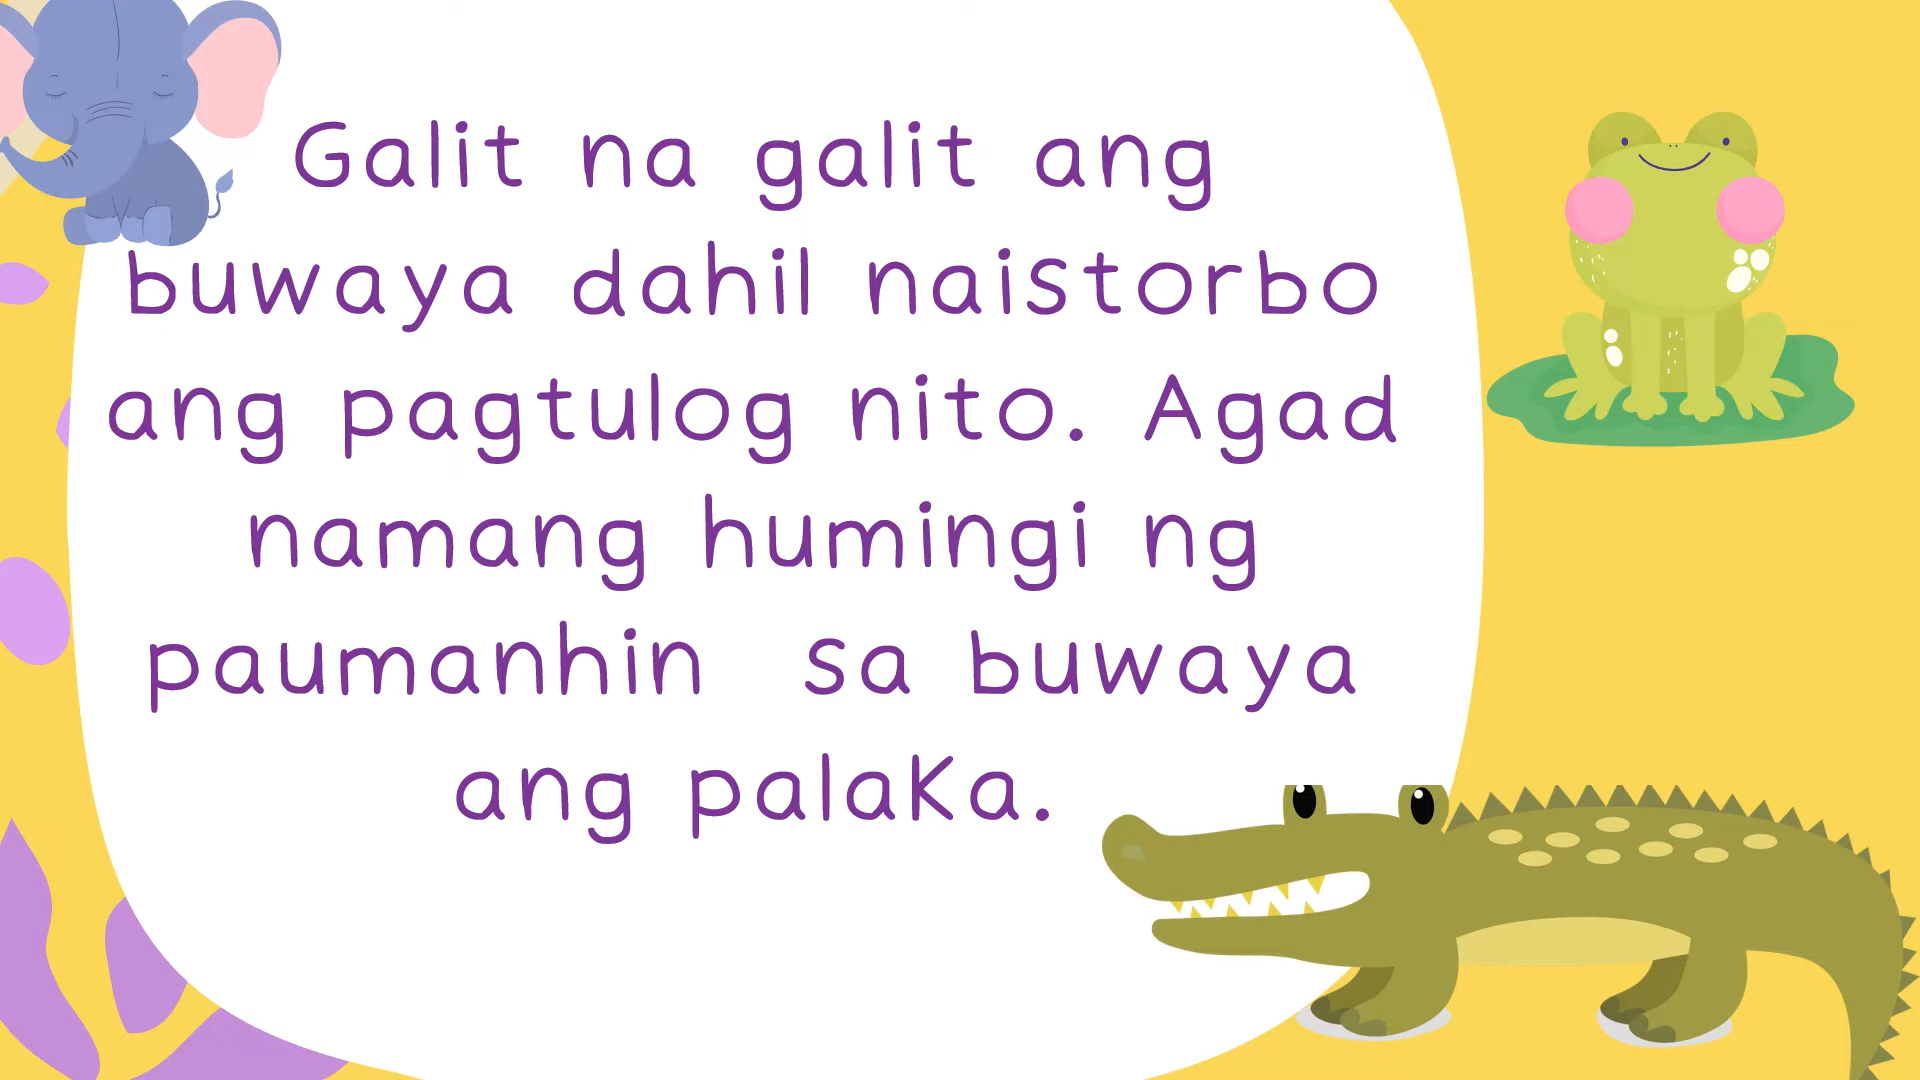 Galit na galit ang
buwaya dahil naistorbo
ang pagtulog nito. Agad
namang humingi ng
paumanhin  sa buwaya
ang palaka.